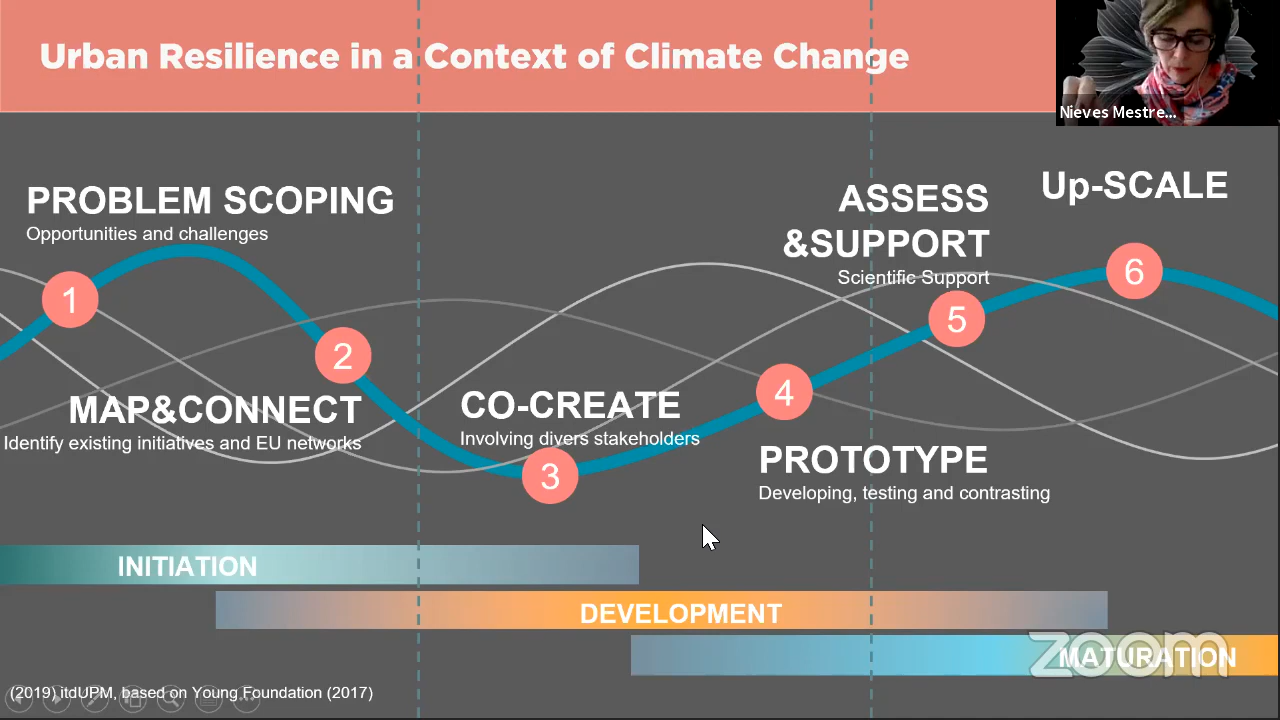 Urban Resilience in a Context of Climate Change
Nieves Mestre...
PROBLEM SCOPING
Opportunities and challenges
1
2
MAP&CONNECT
Identify existing initiatives and EU networks
CO-CREATE
Involving divers stakeholders
3
4
PROTOTYPE
Developing, testing and contrasting
ASSESS
&SUPPORT
Scientific Support
5
Up-SCALE
6
INITIATION
DEVELOPMENT
MATURATION
zoom
(2019) itdUPM, based on Young Foundation (2017)